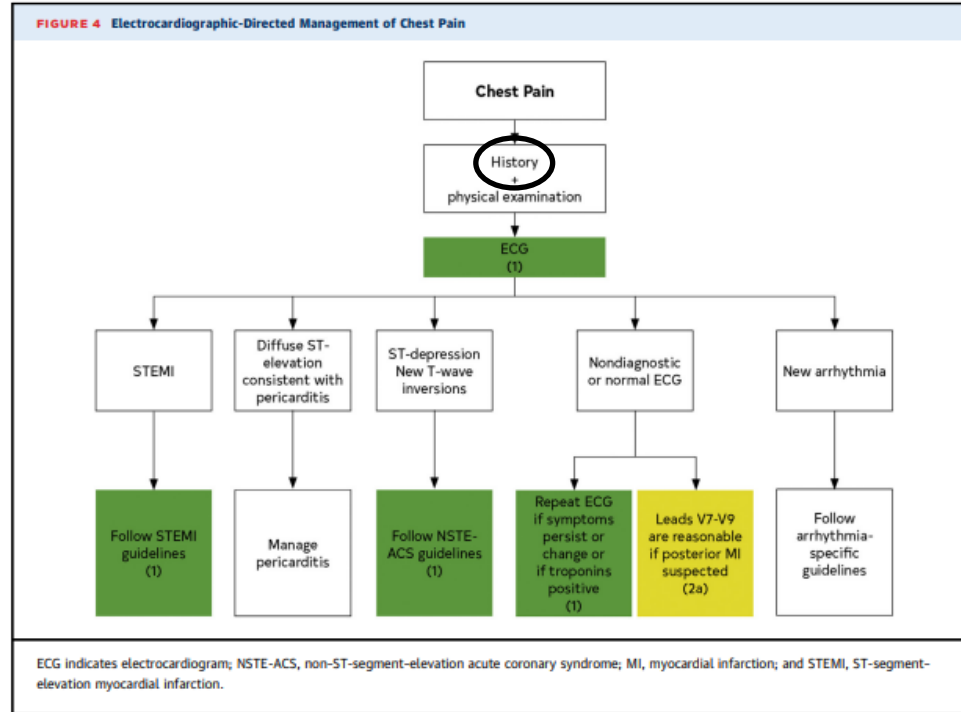 FIGURE 4 Electrocardiographic-Directed Management of Chest Pain
Chest Pain
History
+
physical examination
ECG
(1)
STEMI
Diffuse ST-
elevation
consistent with
pericarditis
ST-depression
New T-wave
inversions
Nondiagnostic
or normal ECG
New arrhythmia
Follow STEMI
guidelines
(1)
Manage
pericarditis
Follow NSTE-
ACS guidelines
(1)
Repeat ECG
if symptoms
persist or
change or
if troponins
positive
(1)
Leads V7-V9
are reasonable
if posterior MI
suspected
(2a)
Follow
arrhythmia-
specific
guidelines
ECG indicates electrocardiogram; NSTE-ACS, non-ST-segment-elevation acute coronary syndrome; MI, myocardial infarction; and STEMI, ST-segment-
elevation myocardial infarction.